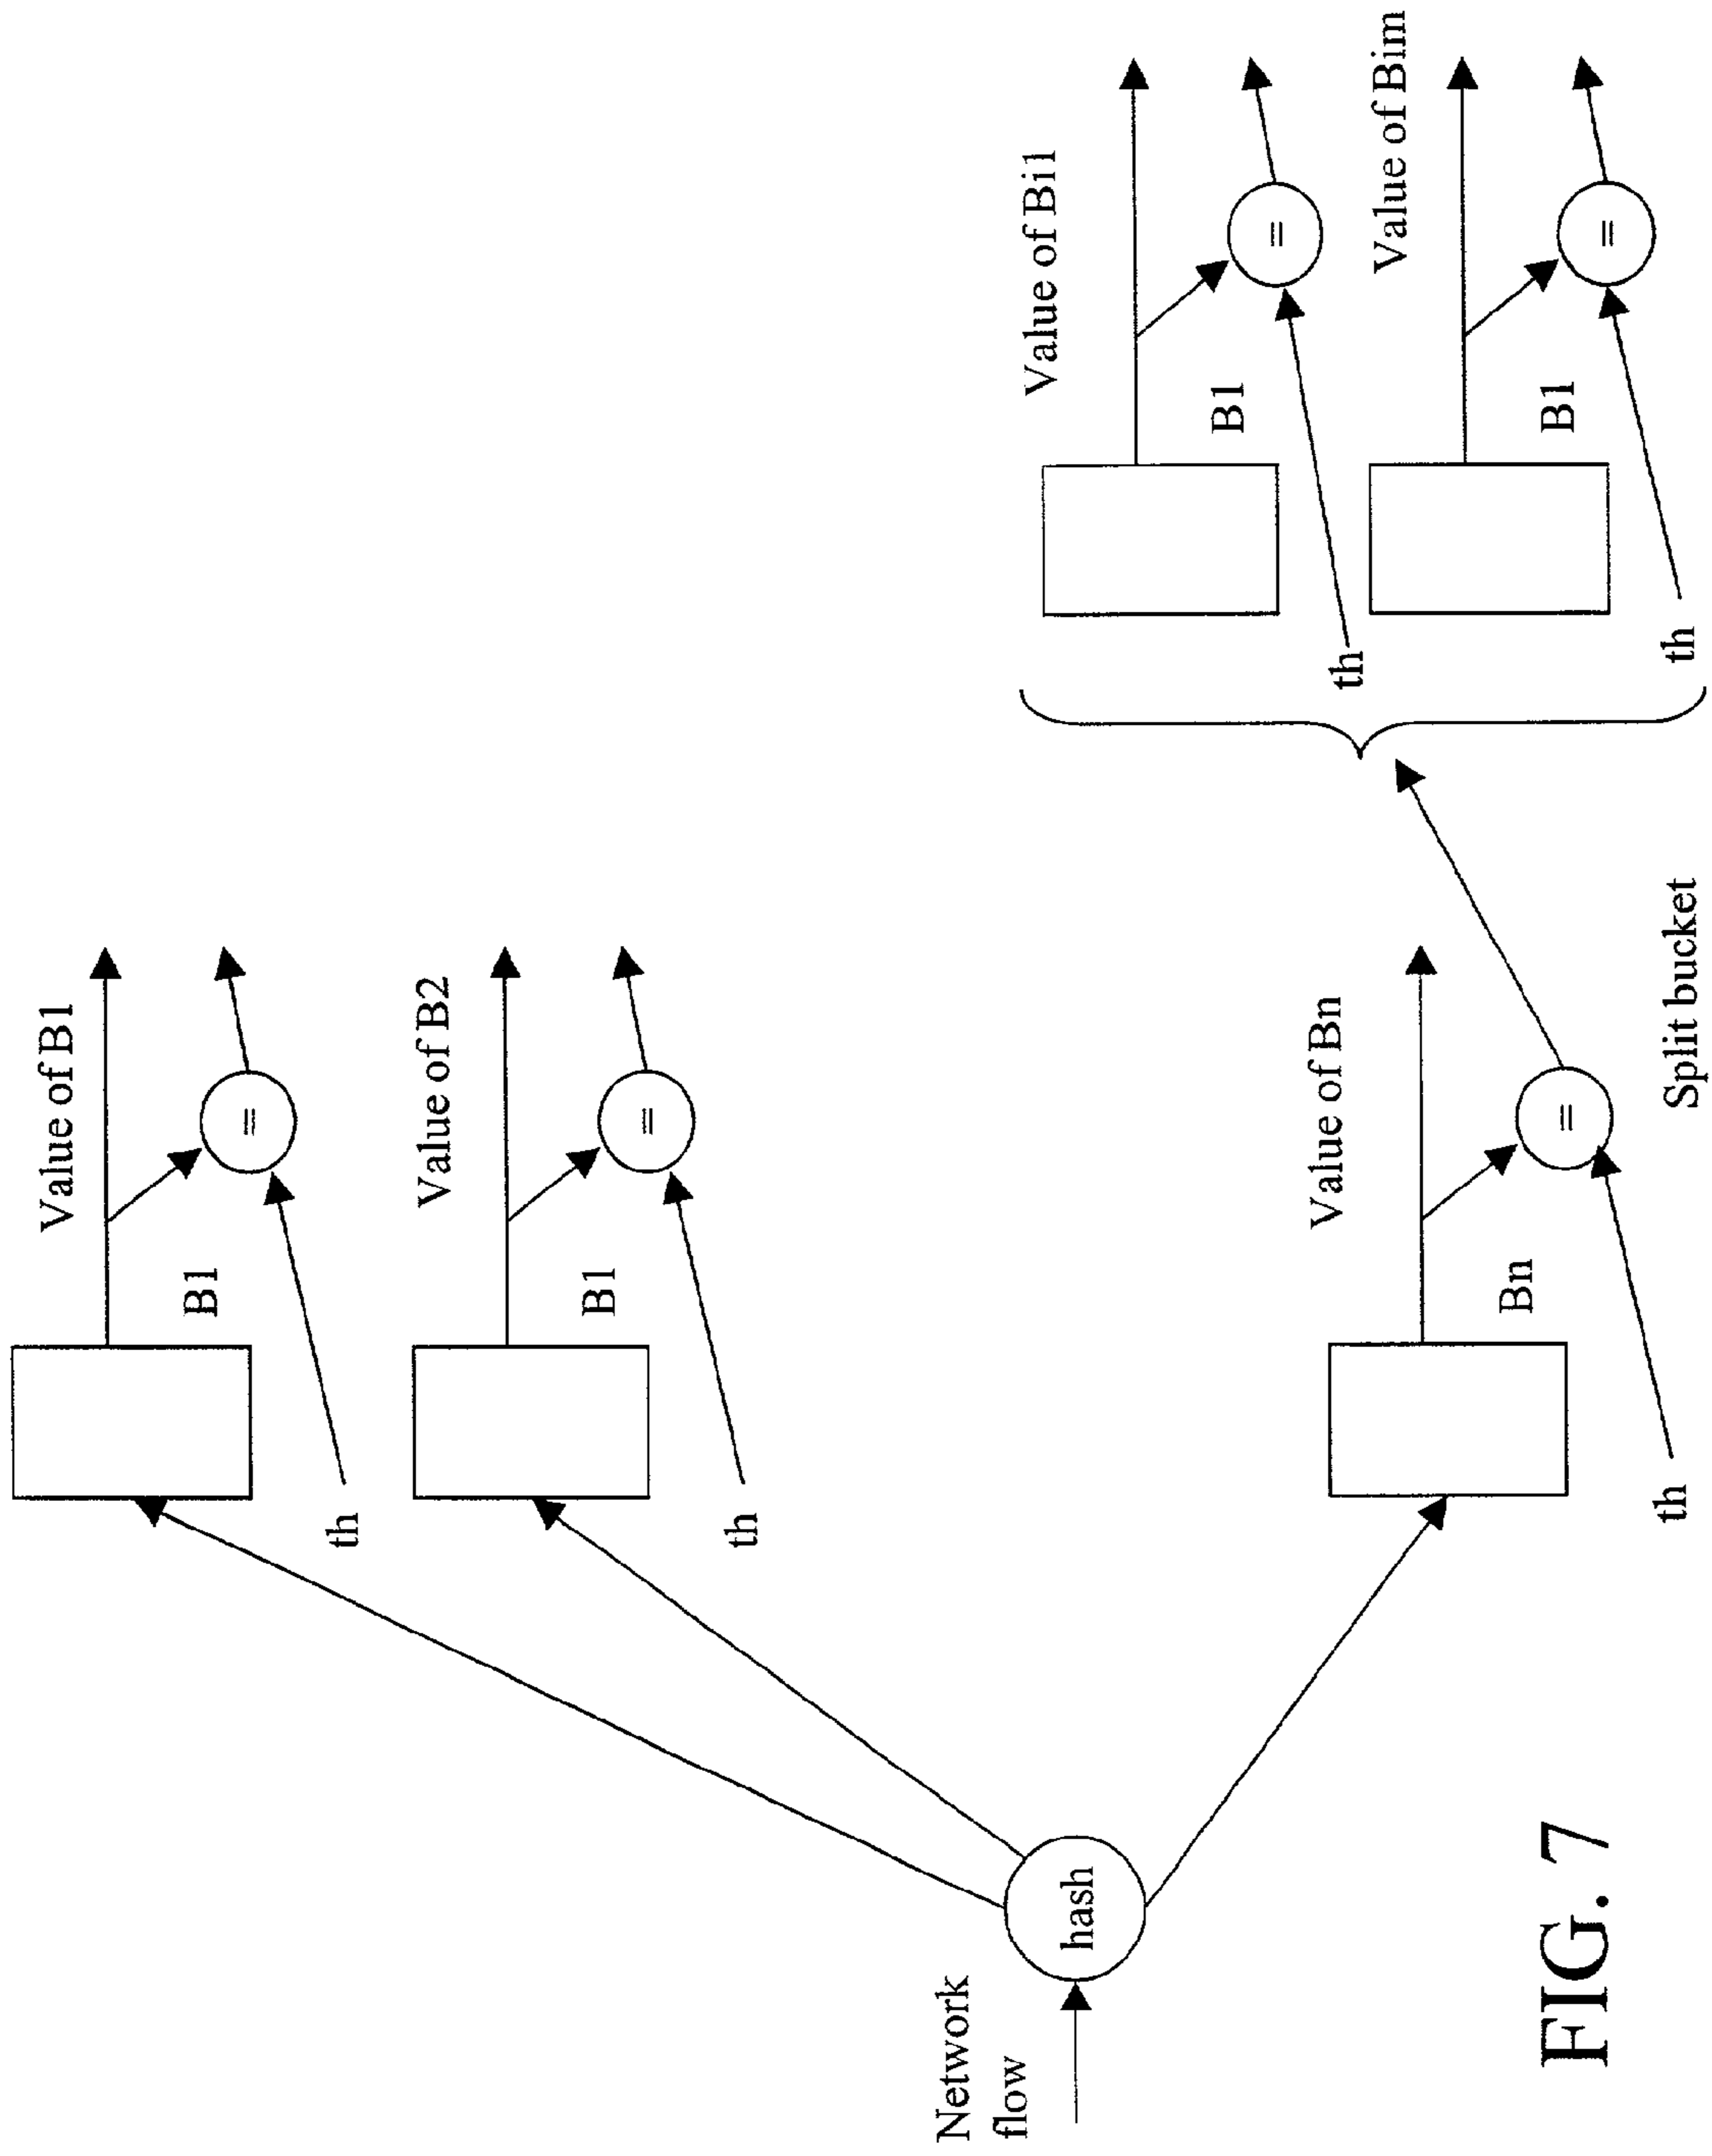 Network
flow
hash
Value of B1
B1
=
th
Value of B2
B1
=
th
Value of Bn
Bn
=
th
Split bucket
Value of Bi1
B1
=
th
Value of Bim
B1
=
th
FIG. 7